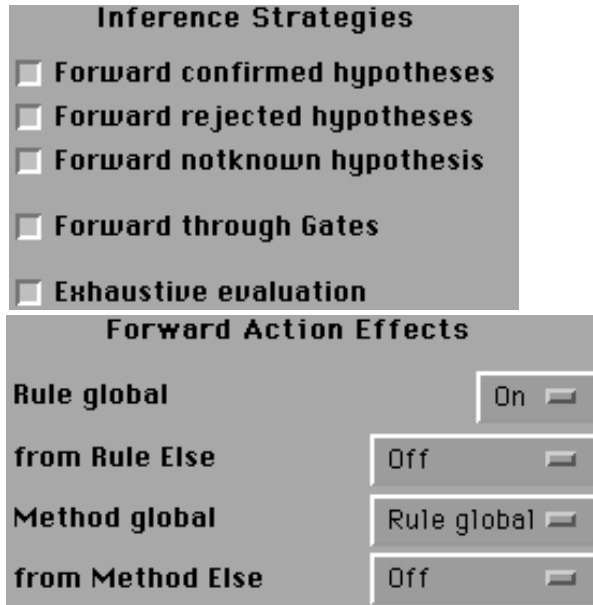 Inference Strategies
Forward confirmed hypotheses
Forward rejected hypotheses
Forward notknown hypothesis
Forward through Gates
Exhaustive evaluation
Forward Action Effects
Rule global On
from Rule Else Off
Method global Rule global
from Method Else Off